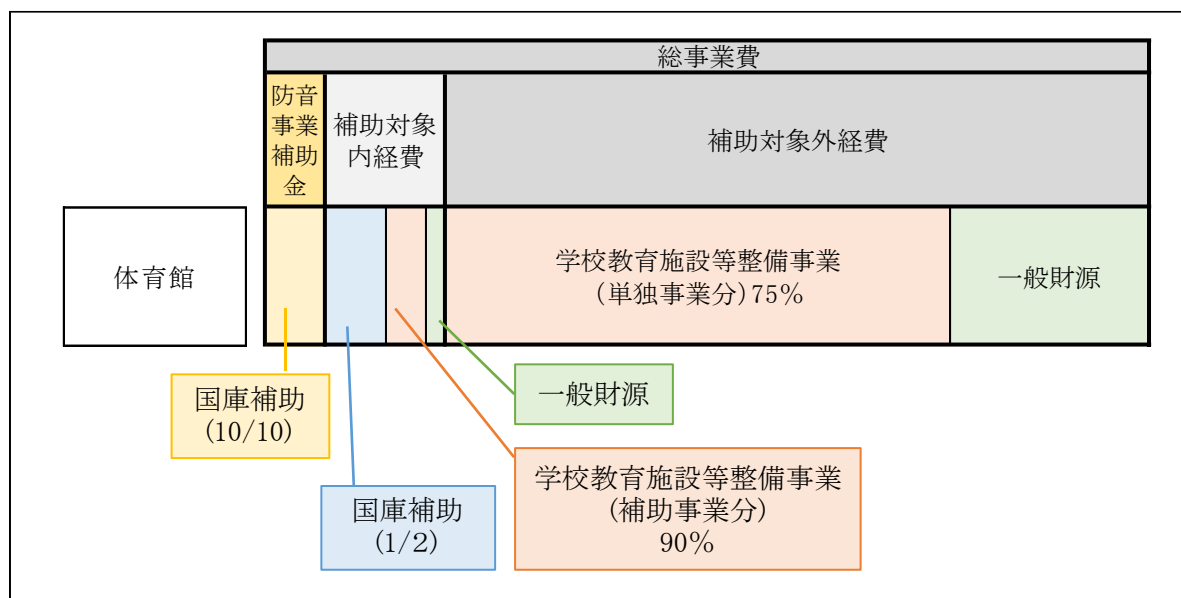 総事業費
防音
事業
補助
金
補助対象
内経費
補助対象外経費
体育館
学校教育施設等整備事業
(単独事業分)75%
一般財源
国庫補助
(10/10)
一般財源
国庫補助
(1/2)
学校教育施設等整備事業
(補助事業分)
90%